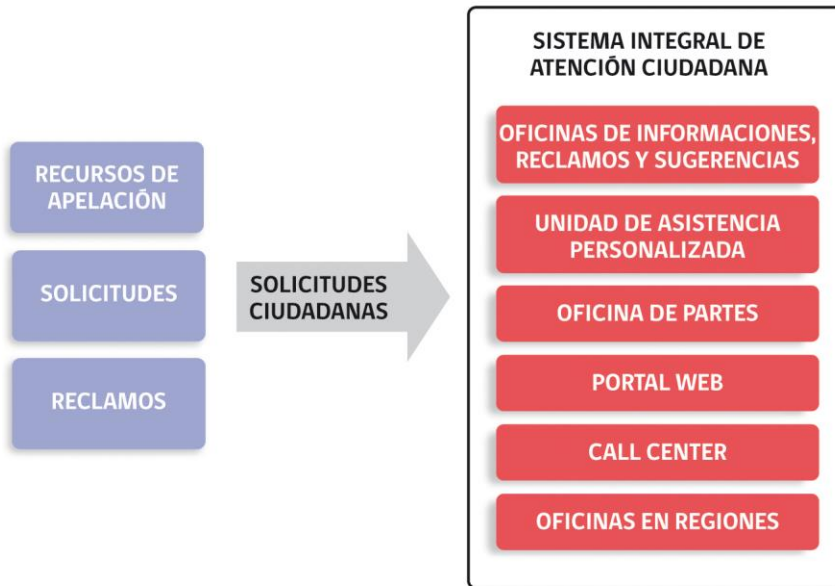 RECURSOS DE
APELACIÓN
SOLICITUDES
RECLAMOS
SOLICITUDES
CIUDADANAS
SISTEMA INTEGRAL DE
ATENCIÓN CIUDADANA
OFICINAS DE INFORMACIONES,
RECLAMOS Y SUGERENCIAS
UNIDAD DE ASISTENCIA
PERSONALIZADA
OFICINA DE PARTES
PORTAL WEB
CALL CENTER
OFICINAS EN REGIONES